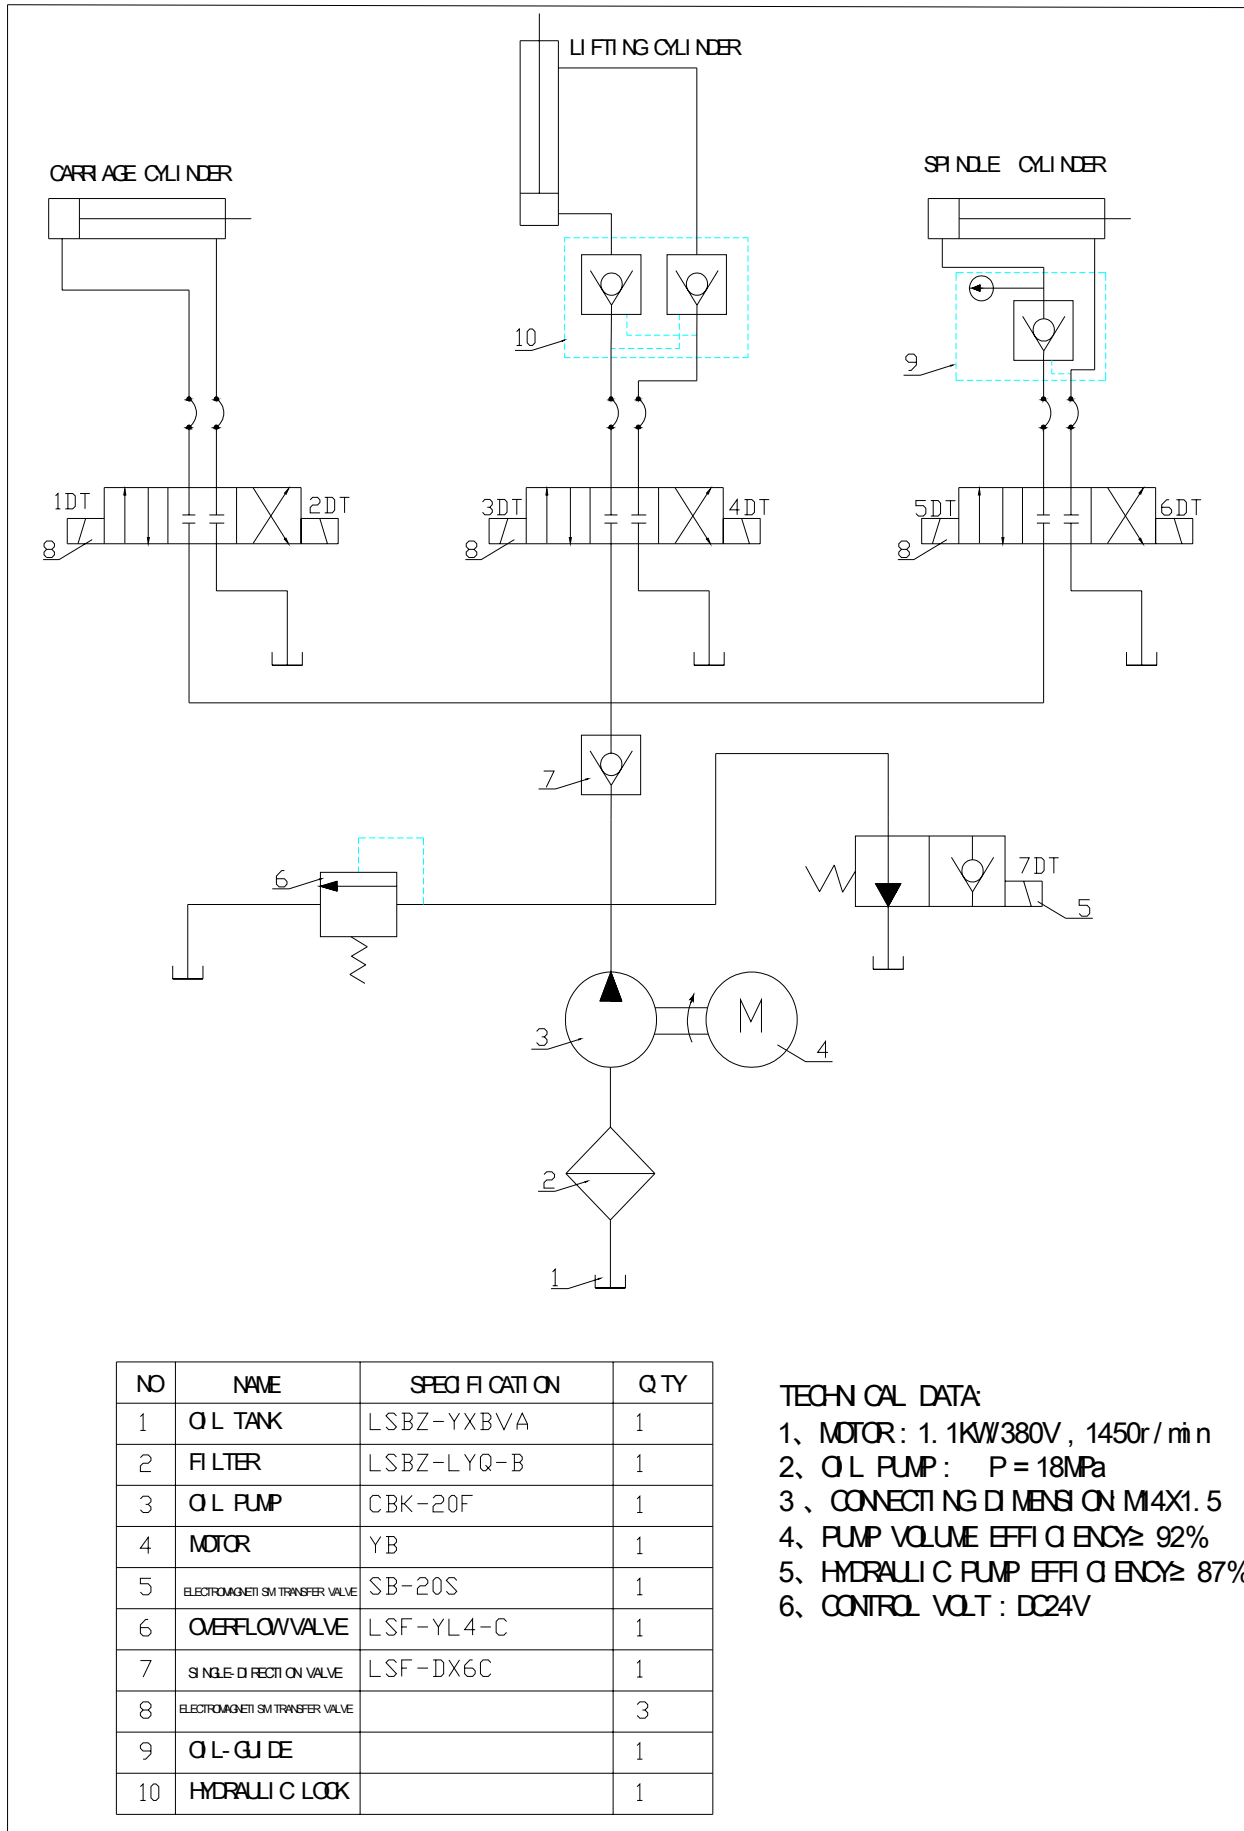 LIFTING CYLINDER
CARRIAGE CYLINDER
SPINDLE CYLINDER
10
9
1DT
2DT
3DT
4DT
5DT
6DT
8
8
8
7
6
7DT
5
M
3
4
2
1
NO NAME SPECIFICATION QTY
1 OIL TANK LSBZ-YXBVA 1
2 FILTER LSBZ-LYQ-B 1
3 OIL PUMP CBK-20F 1
4 MOTOR YB 1
5 ELECTROMAGNETISM TRANSFER VALVE SB-20S 1
6 OVERFLOW VALVE LSF-YL4-C 1
7 SINGLE-DIRECTION VALVE LSF-DX6C 1
8 ELECTROMAGNETISM TRANSFER VALVE 3
9 OIL-GUIDE 1
10 HYDRAULIC LOOK 1
TECHNICAL DATA:
1、MOTOR: 1.1KW/380V, 1450r/min
2、OIL PUMP: P=18MPa
3、CONNECTING DIMENSION: M14X1.5
4、PUMP VOLUME EFFICIENCY≥ 92%
5、HYDRAULIC PUMP EFFICIENCY≥ 87%
6、CONTROL VOLT: DC24V